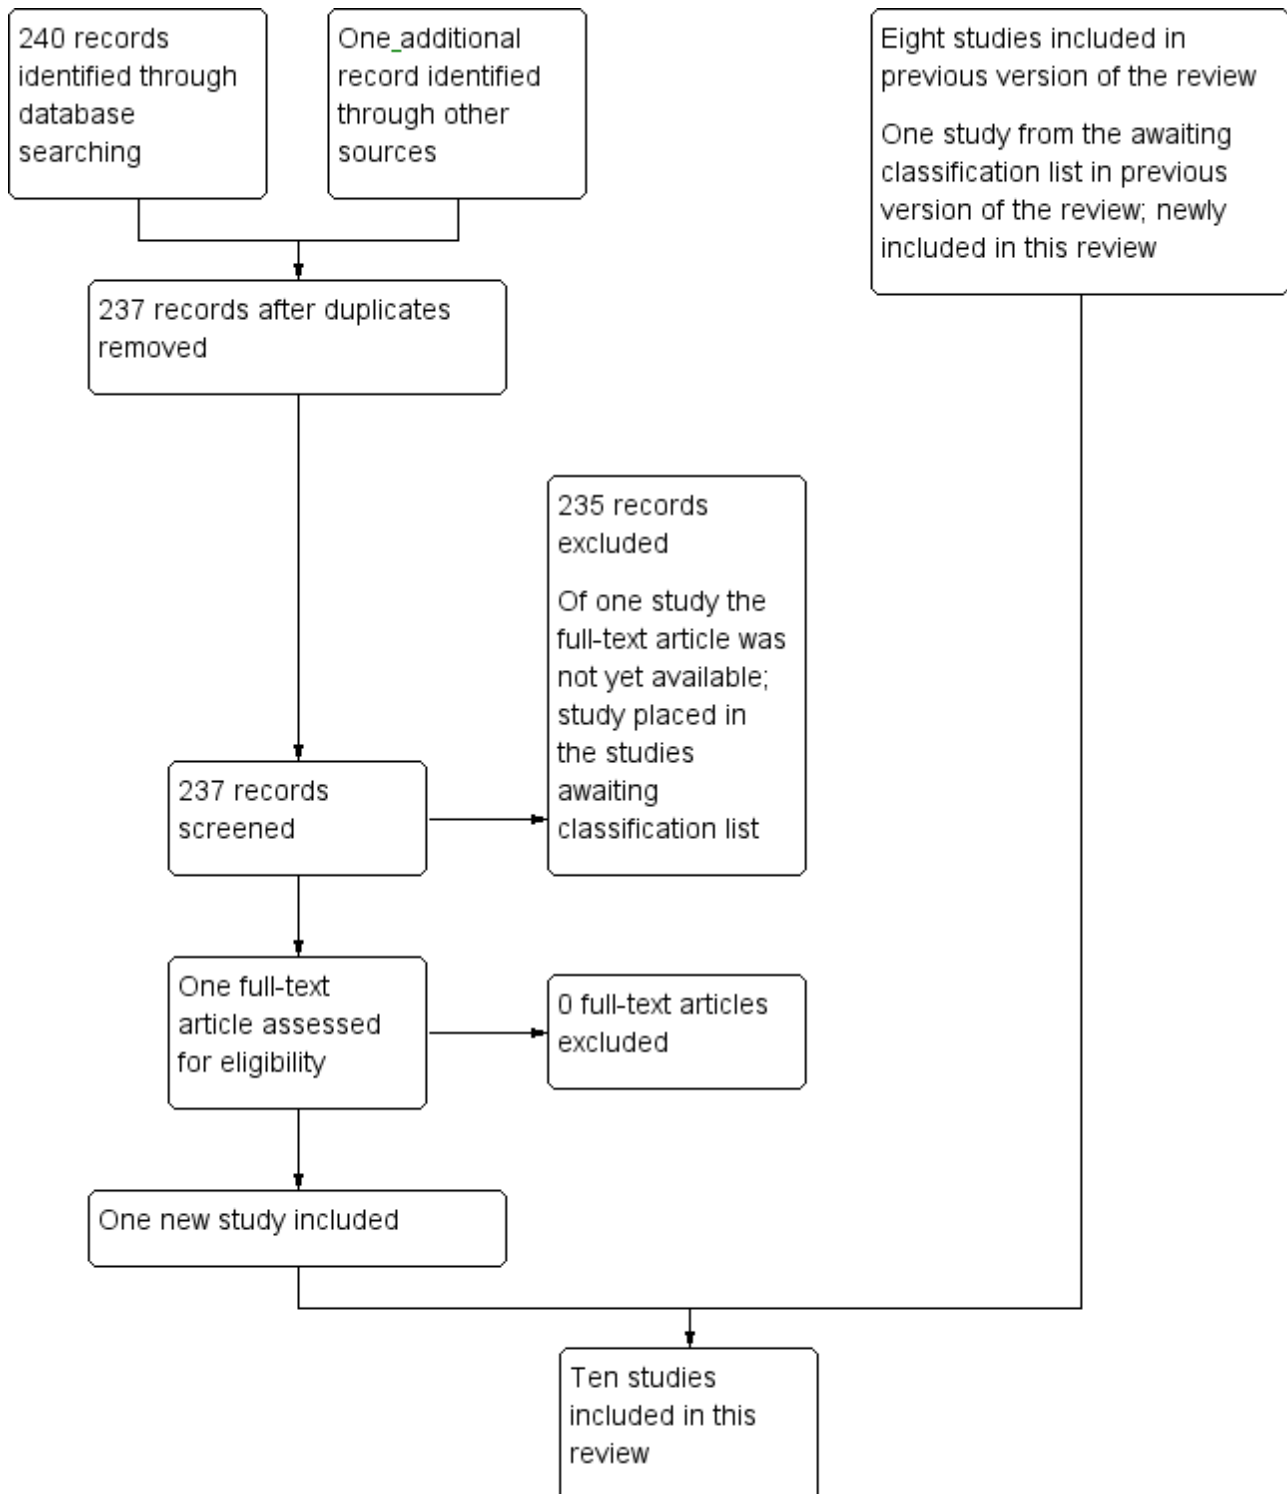 240 records
identified through
database
searching
One additional
record identified
through other
sources
Eight studies included in
previous version of the review
One study from the awaiting
classification list in previous
version of the review; newly
included in this review
237 records after duplicates
removed
235 records
excluded
Of one study the
full-text article was
not yet available;
study placed in
the studies
awaiting
classification list
237 records
screened
One full-text
article assessed
for eligibility
0 full-text articles
excluded
One new study included
Ten studies
included in this
review